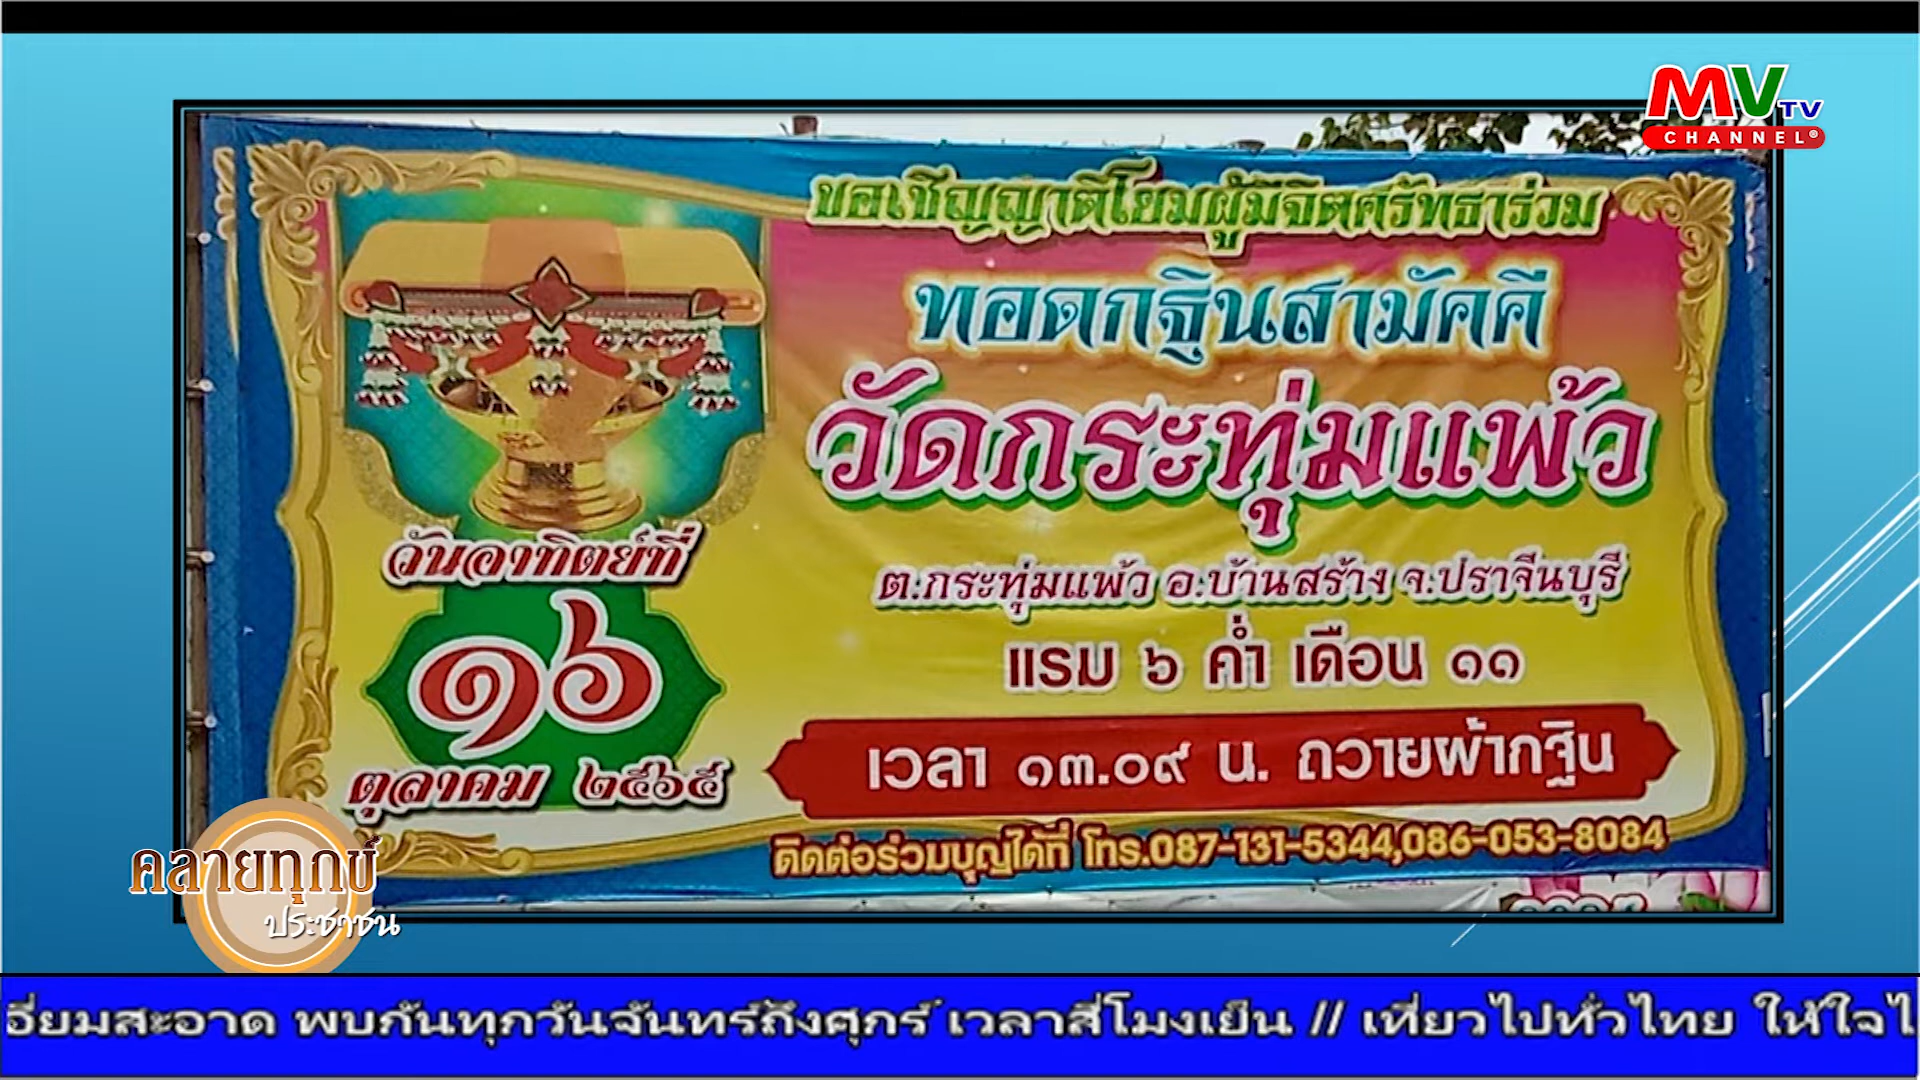 MVTV
CHANNEL®
ขอเชิญญาติโยมผู้มีจิตศรัทธาร่วม
ทอดกฐินสามัคคี
วัดกระทุ่มแพ้ว
ต.กระทุ่มแพ้ว อ.บ้านสร้าง จ.ปราจีนบุรี
แรม ๖ ค่ำ เดือน ๑๑
เวลา ๑๓.๐๙ น. ถวายผ้ากฐิน
ติดต่อร่วมบุญได้ที่ โทร.087-131-5344,086-053-8084
วันอาทิตย์ที่
๑๖
ตุลาคม ๒๕๖๕
คลายทุกข์
ประชาชน
อี่ยมสะอาด พบกันทุกวันจันทร์ถึงศุกร์ เวลาสี่โมงเย็น // เที่ยวไปทั่วไทย ให้ใจไ